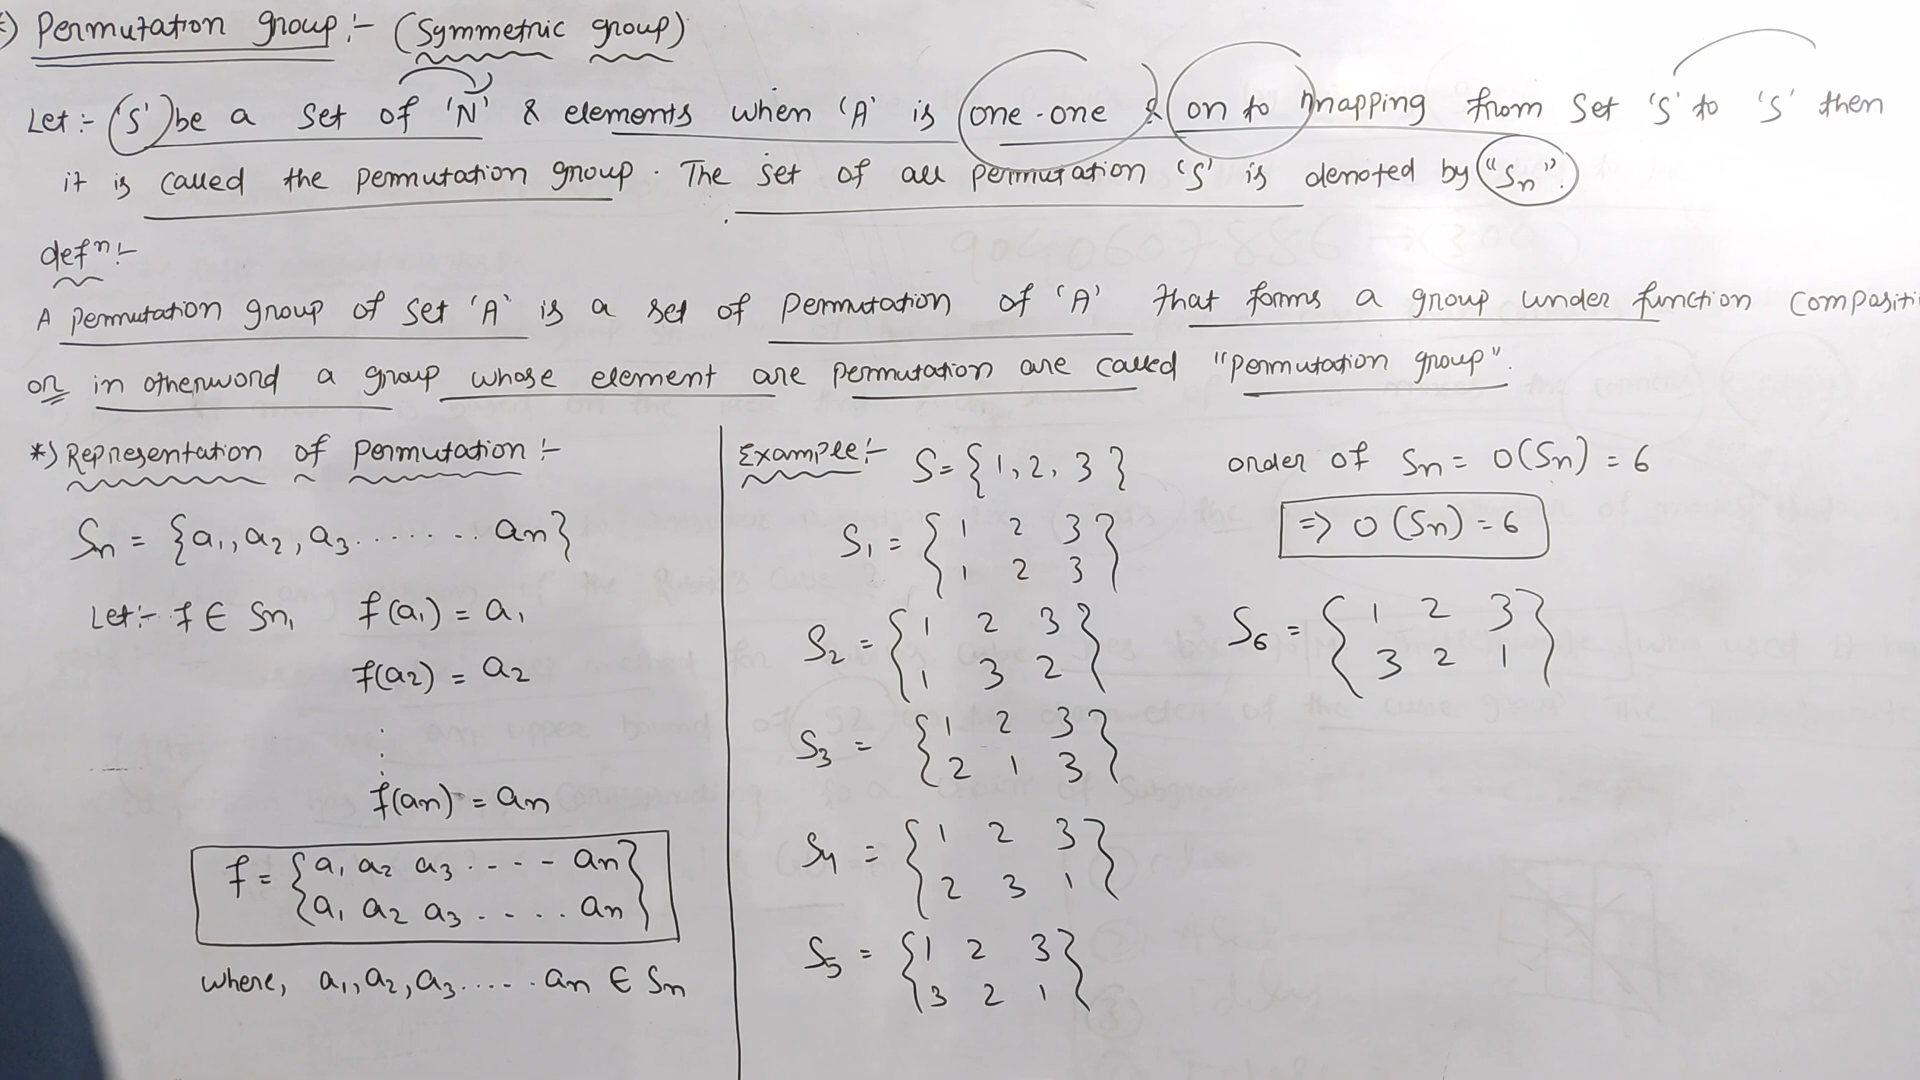 *) Permutation group :- (Symmetric group)
Let :- 'S' be a set of 'N' & elements when 'A' is one-one & on to mapping from set 'S' to 'S' then
it is called the permutation group. The set of all permutation 'S' is denoted by "Sn".
defn :-
A permutation group of set 'A' is a set of permutation of 'A' that forms a group under function compositi
or in otherword a group whose element are permutation are called "permutation group".
*) Representation of permutation :-
Sn = {a1, a2, a3 ....... an}
Let :- f ∈ Sn, f(a1) = a1
f(a2) = a2
⋮
f(an) = an
f = {a1 a2 a3 .... an
a1 a2 a3 ..... an}
where, a1, a2, a3 ..... an ∈ Sn
Example :- S = {1, 2, 3}
S1 = {1 2 3
1 2 3}
S2 = {1 2 3
1 3 2}
S3 = {1 2 3
2 1 3}
S4 = {1 2 3
2 3 1}
S5 = {1 2 3
3 2 1}
order of Sn = O(Sn) = 6
=> O(Sn) = 6
S6 = {1 2 3
3 2 1}